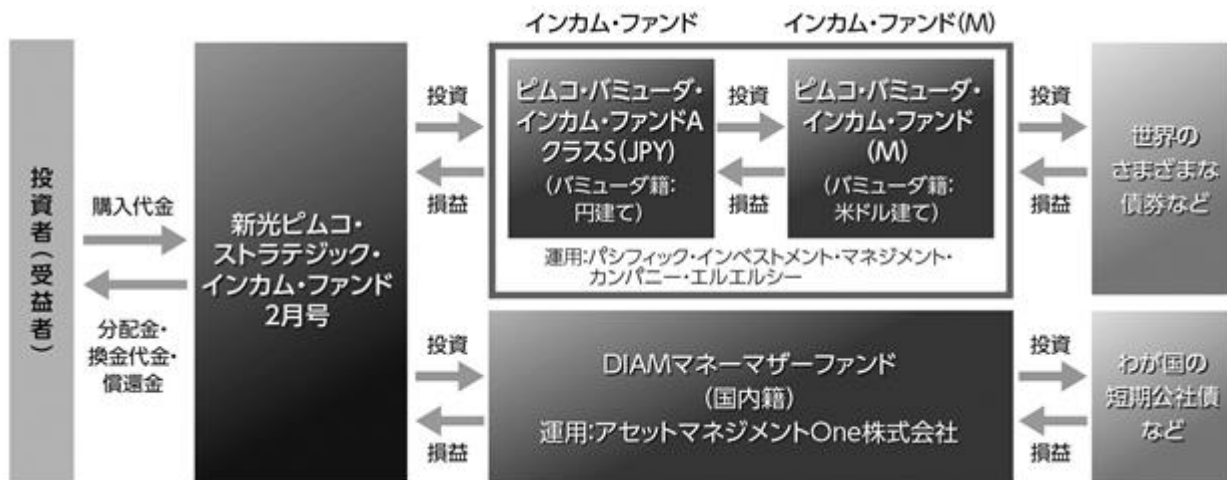 インカム・ファンド
インカム・ファンド(M)
投資者(受益者)
購入代金
分配金・
換金代金・
償還金
新光ピムコ・
ストラテジック・
インカム・ファンド
2月号
投資
損益
ピムコ・バミューダ・
インカム・ファンドA
クラスS(JPY)
(バミューダ籍:
円建て)
投資
損益
ピムコ・バミューダ・
インカム・ファンド
(M)
(バミューダ籍:
米ドル建て)
運用:パシフィック・インベストメント・マネジメント・
カンパニー・エルエルシー
投資
損益
世界の
さまざまな
債券など
投資
損益
DIAMマネーマザーファンド
(国内籍)
運用:アセットマネジメントOne株式会社
投資
損益
わが国の
短期公社債
など